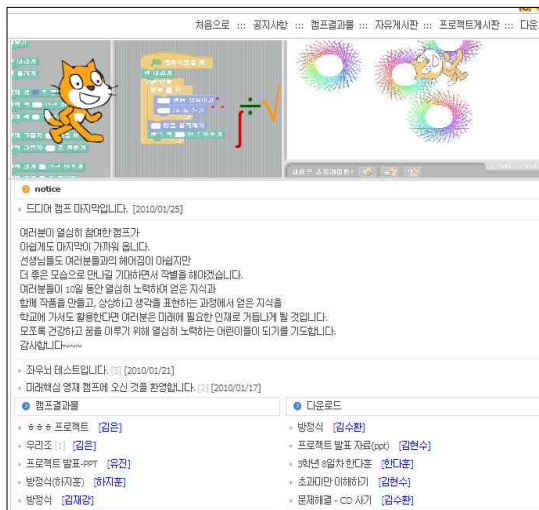 처음으로 ::: 공지사항 ::: 캠프결과물 ::: 자유게시판 ::: 프로젝트게시판 ::: 다운
notice
드디어 캠프 마지막입니다. [2010/01/25]
여러분이 열심히 참여한 캠프가
아쉽게도 마지막이 가까워 옵니다.
선생님들도 여러분들과의 헤어짐이 아쉽지만
더 좋은 모습으로 만나길 기대하면서 작별을 해야겠습니다.
여러분들이 10일 동안 열심히 노력하여 얻은 지식과
함께 작품을 만들고, 상상하고 생각을 표현하는 과정에서 얻은 지식을
학교에 가서도 활용한다면 여러분은 미래에 필요한 인재로 거듭나게 될 것입니다.
모쪼록 건강하고 꿈을 이루기 위해 열심히 노력하는 어린이들이 되기를 기도합니다.
감사합니다~~~~
좌우뇌 테스트입니다. [5] [2010/01/21]
미래핵심 영재 캠프에 오신 것을 환영합니다. [2] [2010/01/17]
캠프결과물
ㅎㅎㅎ 프로젝트 [김은]
우리조 [1] [김은]
프로젝트 발표-PPT [유진]
방정식(하지훈) [하지훈]
방정식 [김재강]
다운로드
방정식 [김수환]
프로젝트 발표 자료(ppt) [김현수]
3학년 8일차 한다훈 [한다훈]
초과미만 이해하기 [김현수]
문제해결 - CD 사기 [김수환]